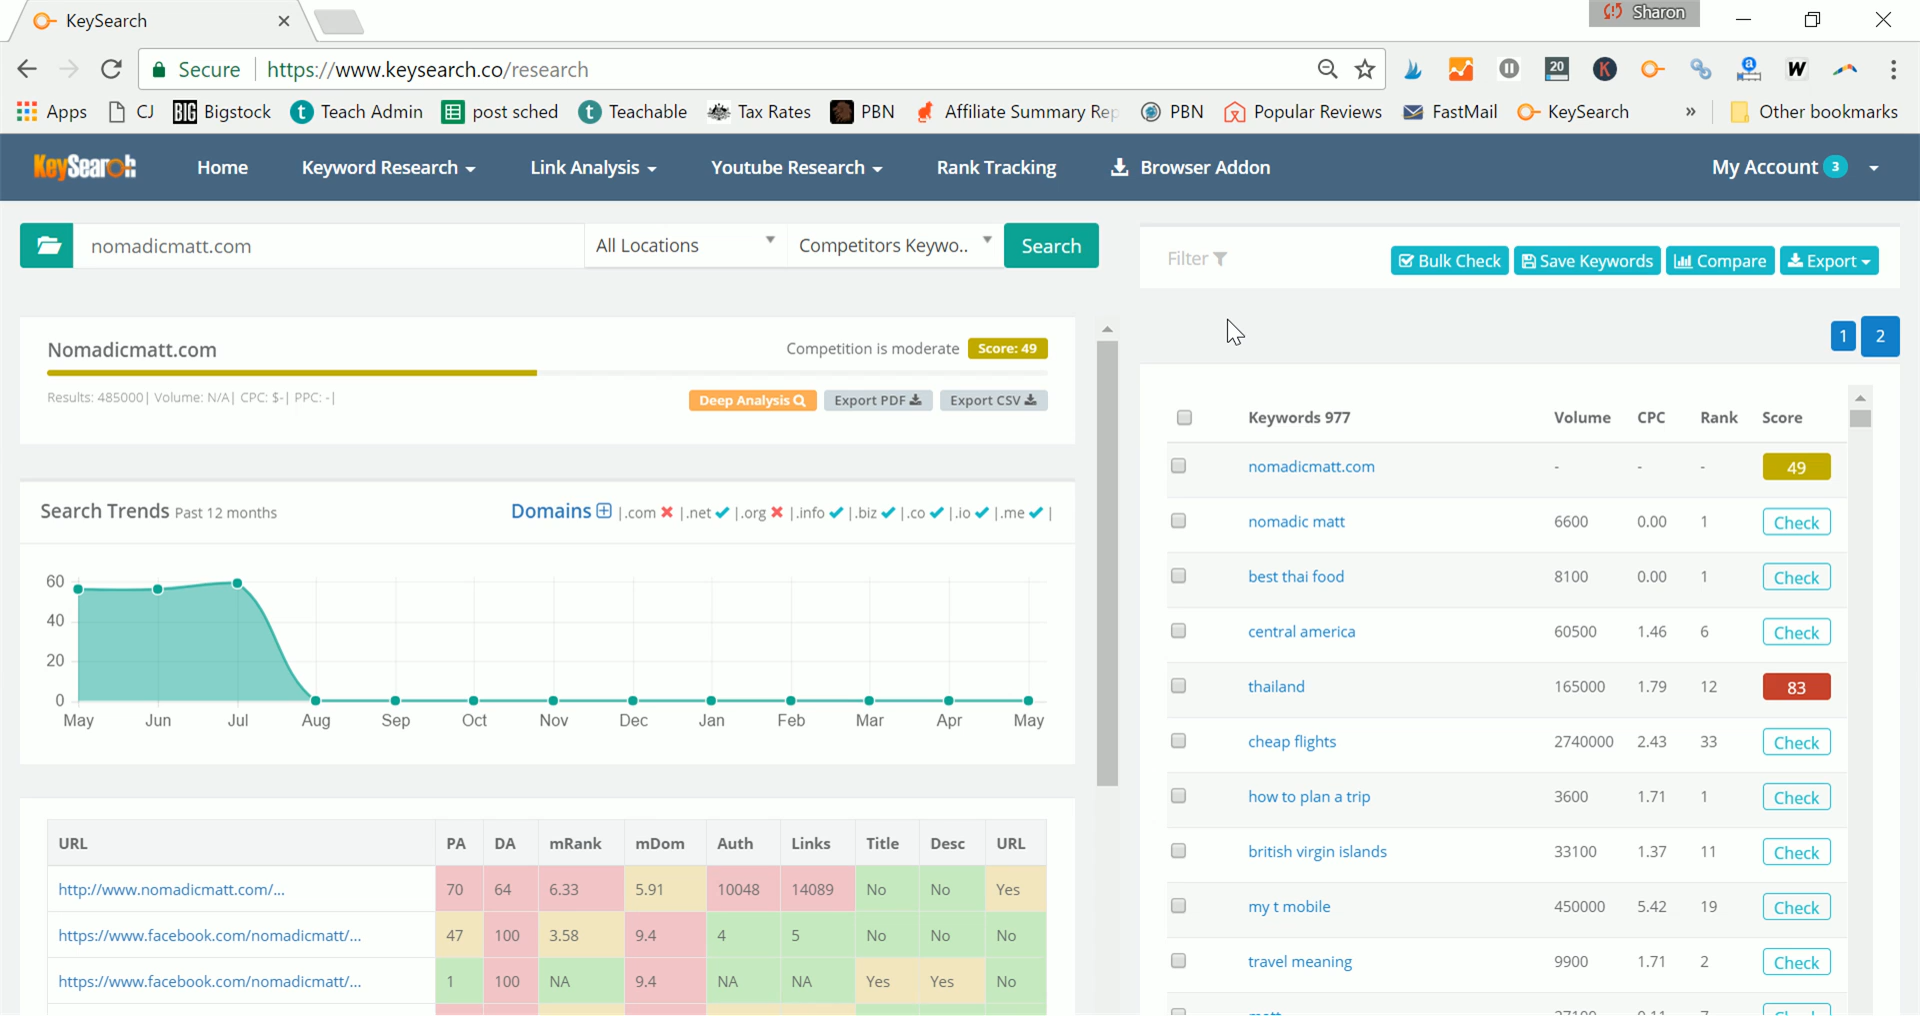 KeySearch
Sharon
Secure https://www.keysearch.co/research
20 K a W
Apps CJ BIG Bigstock t Teach Admin post sched t Teachable Tax Rates PBN Affiliate Summary Rep PBN Popular Reviews FastMail KeySearch » Other bookmarks
KeySearch Home Keyword Research Link Analysis Youtube Research Rank Tracking Browser Addon My Account 3
nomadicmatt.com All Locations Competitors Keywo.. Search
Filter Bulk Check Save Keywords Compare Export
1 2
Nomadicmatt.com Competition is moderate Score: 49
Results: 485000| Volume: N/A| CPC: $-| PPC: -|
Deep Analysis Export PDF Export CSV
Search Trends Past 12 months Domains |.com |.net |.org |.info |.biz |.co |.io |.me |
60
40
20
0
May Jun Jul Aug Sep Oct Nov Dec Jan Feb Mar Apr May
URL PA DA mRank mDom Auth Links Title Desc URL
http://www.nomadicmatt.com/... 70 64 6.33 5.91 10048 14089 No No Yes
https://www.facebook.com/nomadicmatt/... 47 100 3.58 9.4 4 5 No No No
https://www.facebook.com/nomadicmatt/... 1 100 NA 9.4 NA NA Yes Yes No
Keywords 977 Volume CPC Rank Score
nomadicmatt.com - - - 49
nomadic matt 6600 0.00 1 Check
best thai food 8100 0.00 1 Check
central america 60500 1.46 6 Check
thailand 165000 1.79 12 83
cheap flights 2740000 2.43 33 Check
how to plan a trip 3600 1.71 1 Check
british virgin islands 33100 1.37 11 Check
my t mobile 450000 5.42 19 Check
travel meaning 9900 1.71 2 Check